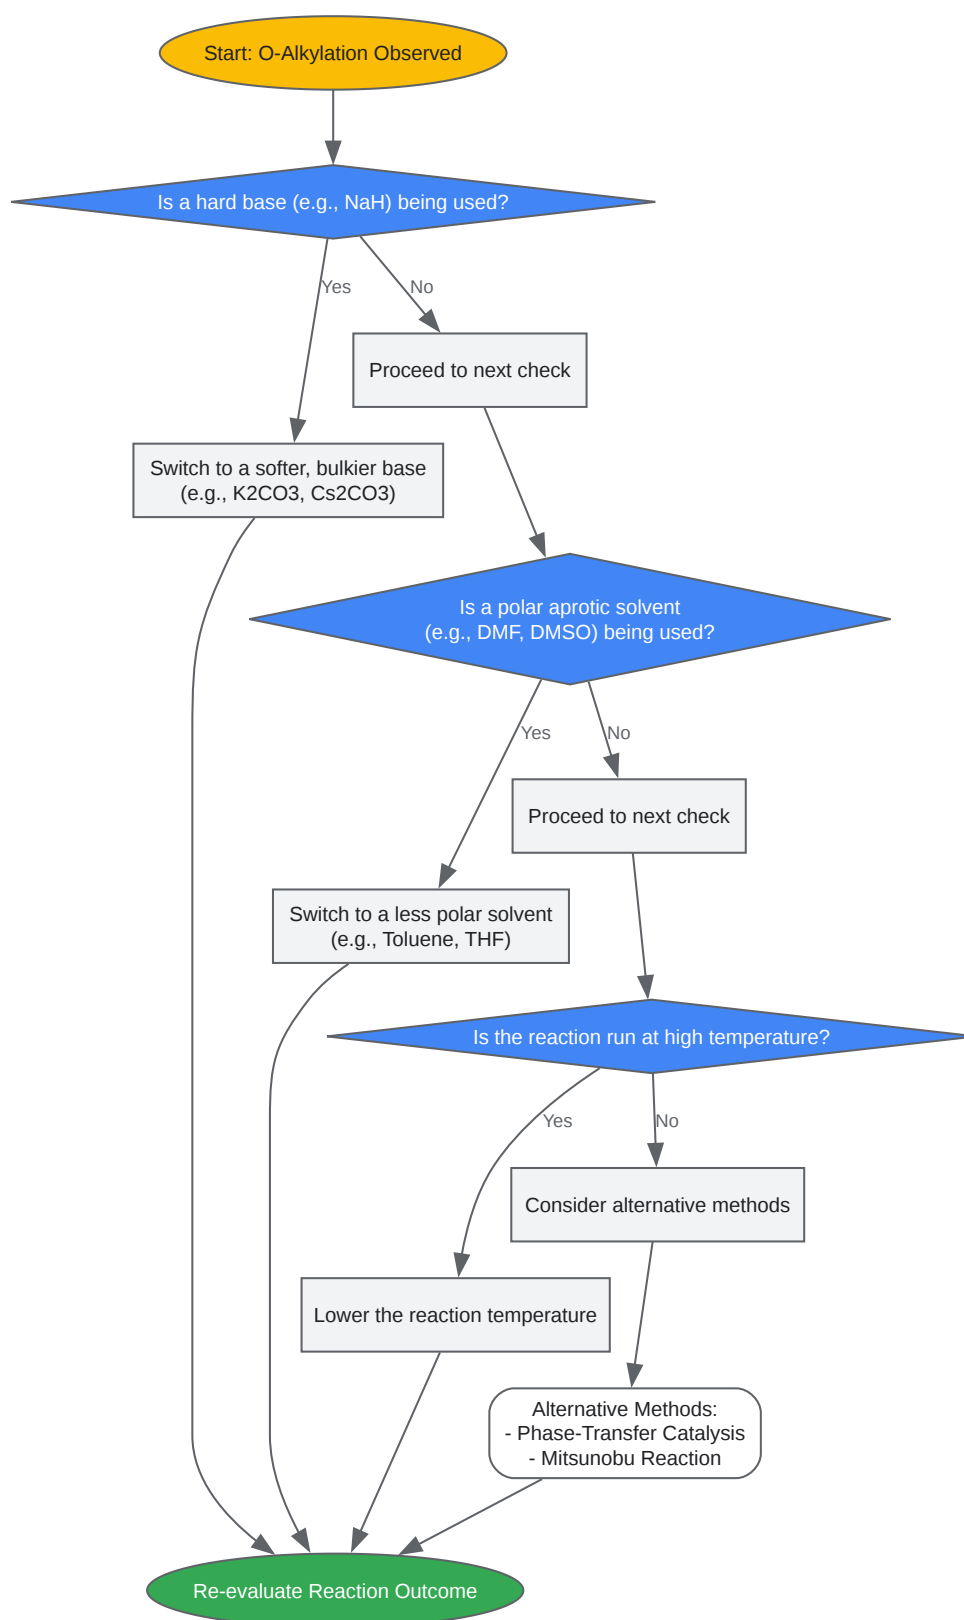 Start: O-Alkylation Observed
Is a hard base (e.g., NaH) being used?
Yes
No
Proceed to next check
Switch to a softer, bulkier base
(e.g., K2CO3, Cs2CO3)
Is a polar aprotic solvent
(e.g., DMF, DMSO) being used?
Yes
No
Proceed to next check
Switch to a less polar solvent
(e.g., Toluene, THF)
Is the reaction run at high temperature?
Yes
No
Consider alternative methods
Lower the reaction temperature
Alternative Methods:
- Phase-Transfer Catalysis
- Mitsunobu Reaction
Re-evaluate Reaction Outcome